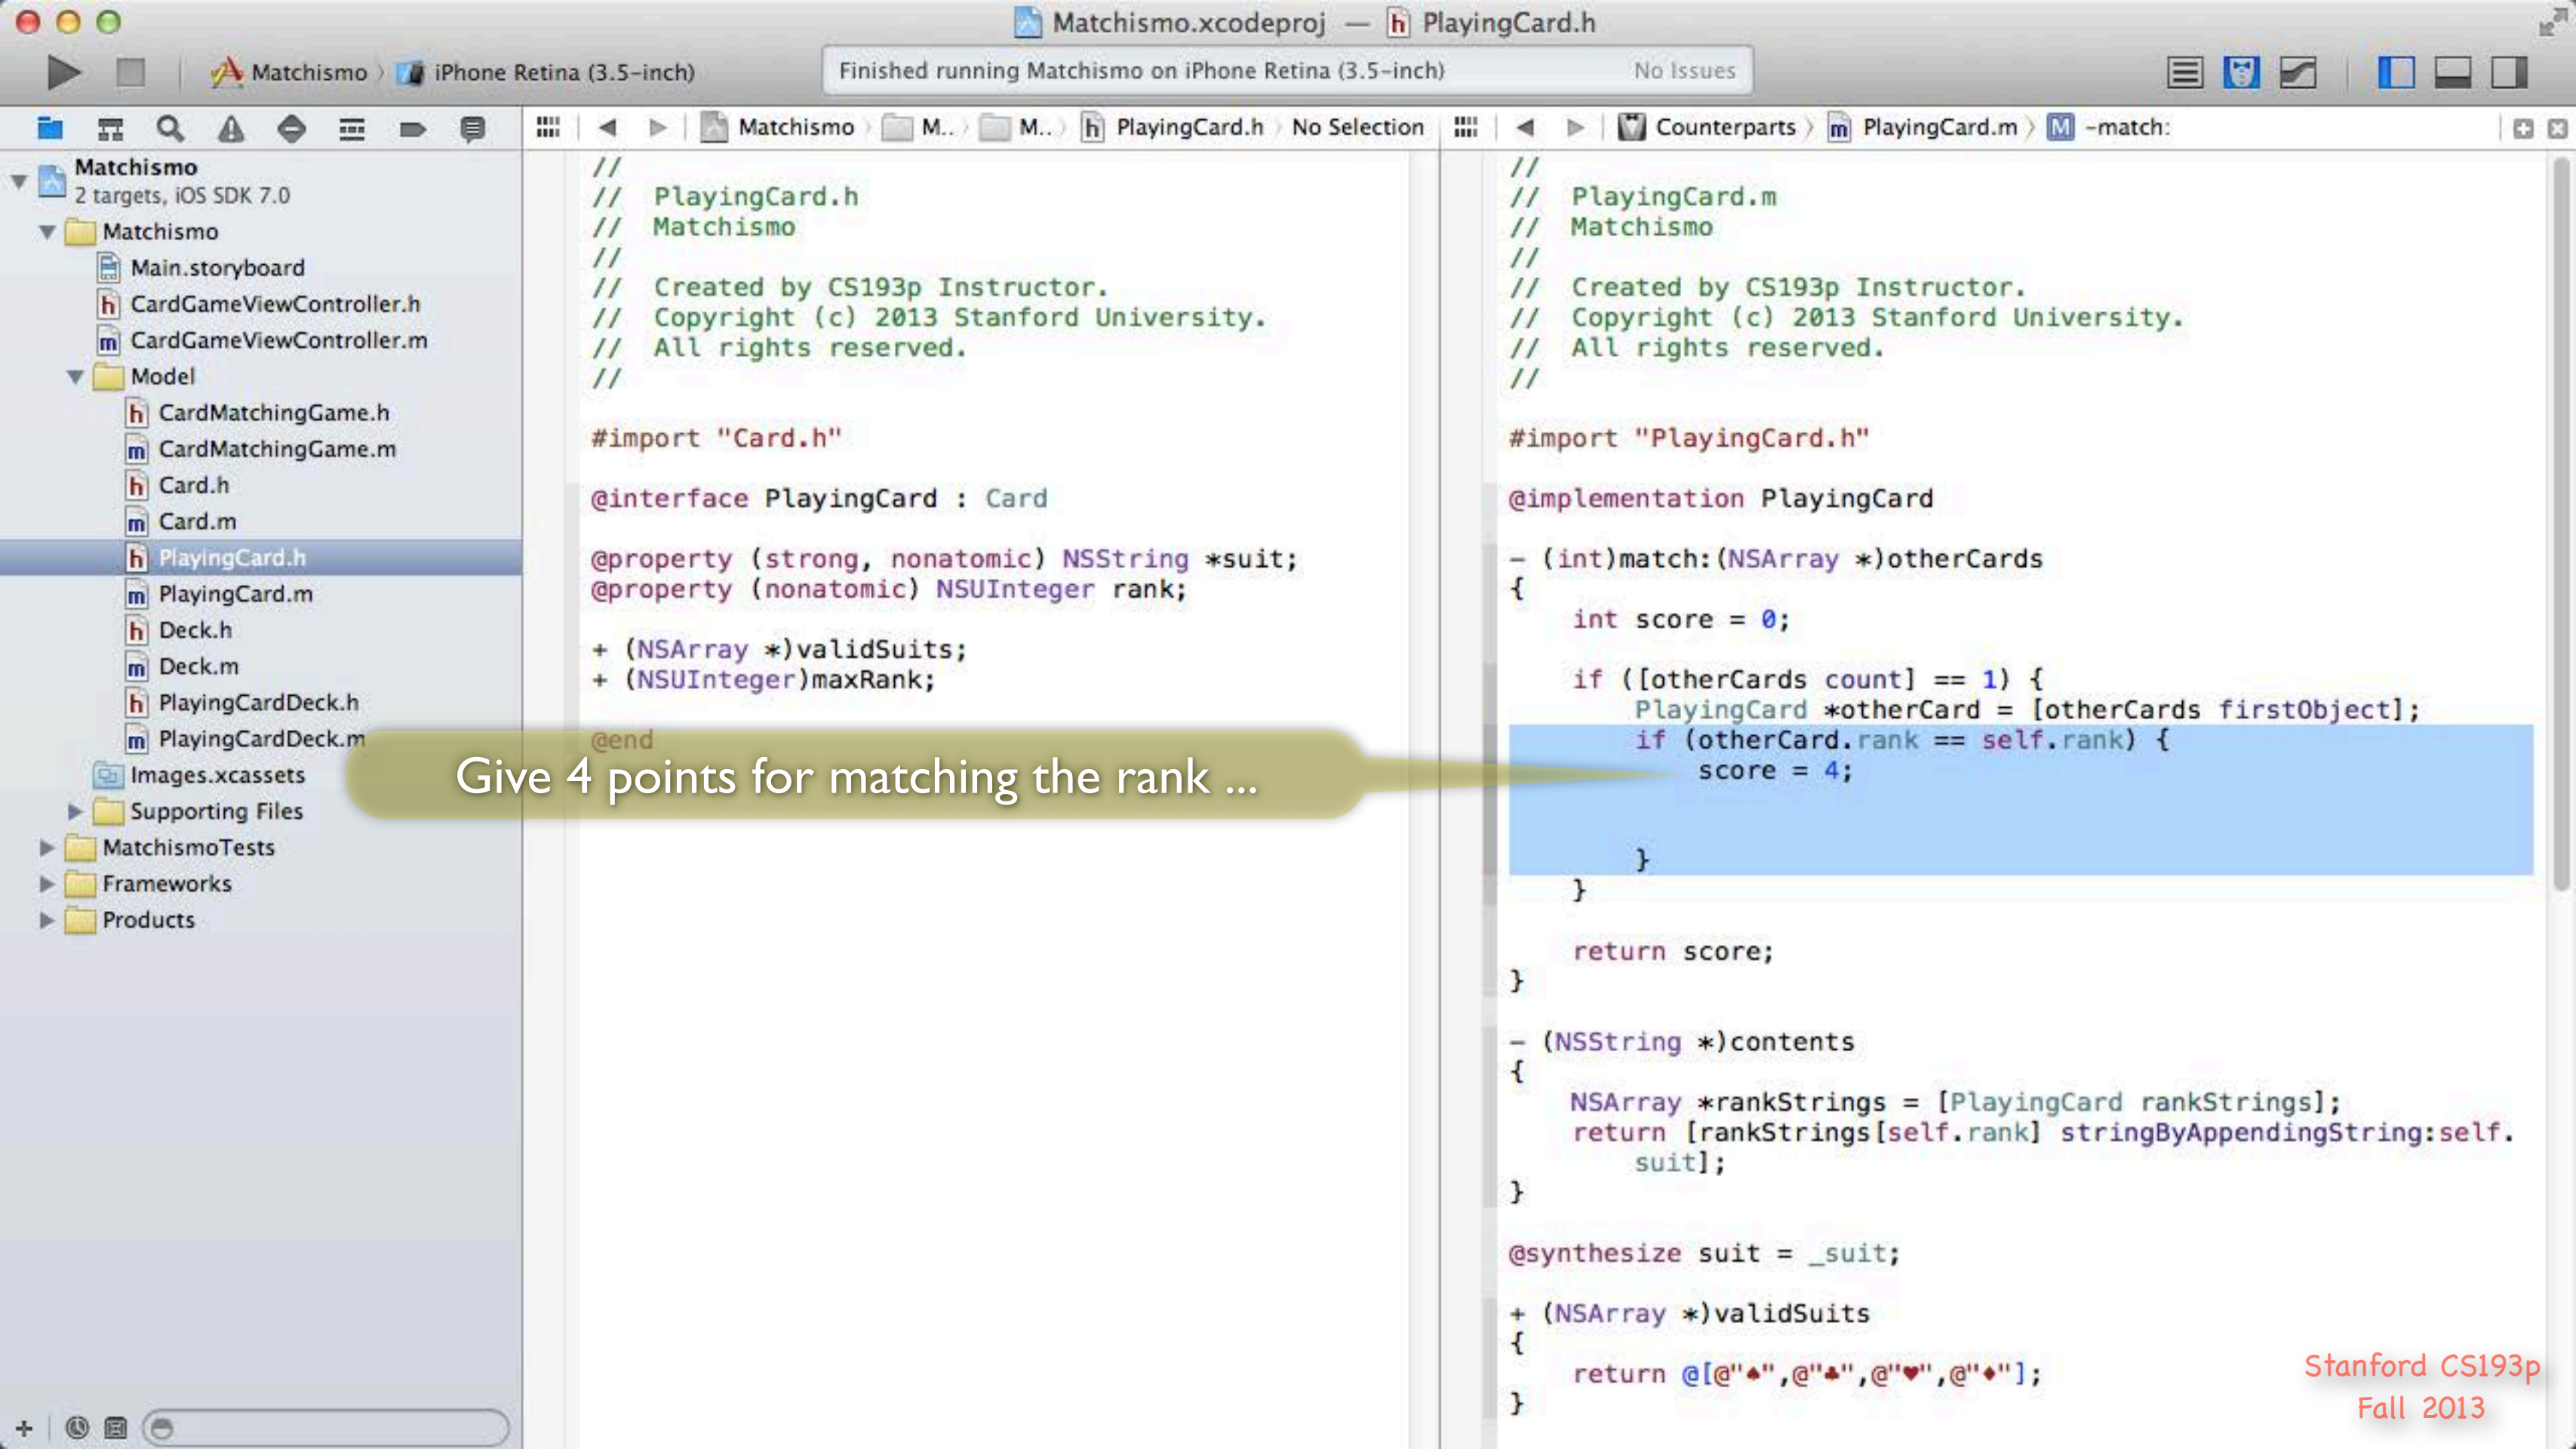 Matchismo.xcodeproj — h PlayingCard.h
Matchismo iPhone Retina (3.5-inch)
Finished running Matchismo on iPhone Retina (3.5-inch) No Issues
Matchismo M.. M.. h PlayingCard.h No Selection
Counterparts m PlayingCard.m M -match:
Matchismo
2 targets, iOS SDK 7.0
Matchismo
Main.storyboard
h CardGameViewController.h
m CardGameViewController.m
Model
h CardMatchingGame.h
m CardMatchingGame.m
h Card.h
m Card.m
h PlayingCard.h
m PlayingCard.m
h Deck.h
m Deck.m
h PlayingCardDeck.h
m PlayingCardDeck.m
Images.xcassets
Supporting Files
MatchismoTests
Frameworks
Products
//
// PlayingCard.h
// Matchismo
//
// Created by CS193p Instructor.
// Copyright (c) 2013 Stanford University.
// All rights reserved.
//
#import "Card.h"
@interface PlayingCard : Card
@property (strong, nonatomic) NSString *suit;
@property (nonatomic) NSUInteger rank;
+ (NSArray *)validSuits;
+ (NSUInteger)maxRank;
@end
Give 4 points for matching the rank ...
//
// PlayingCard.m
// Matchismo
//
// Created by CS193p Instructor.
// Copyright (c) 2013 Stanford University.
// All rights reserved.
//
#import "PlayingCard.h"
@implementation PlayingCard
- (int)match:(NSArray *)otherCards
{
int score = 0;
if ([otherCards count] == 1) {
PlayingCard *otherCard = [otherCards firstObject];
if (otherCard.rank == self.rank) {
score = 4;
}
}
return score;
}
- (NSString *)contents
{
NSArray *rankStrings = [PlayingCard rankStrings];
return [rankStrings[self.rank] stringByAppendingString:self.
suit];
}
@synthesize suit = _suit;
+ (NSArray *)validSuits
{
return @[@"♠",@"♣",@"♥",@"♦"];
}
Stanford CS193p
Fall 2013